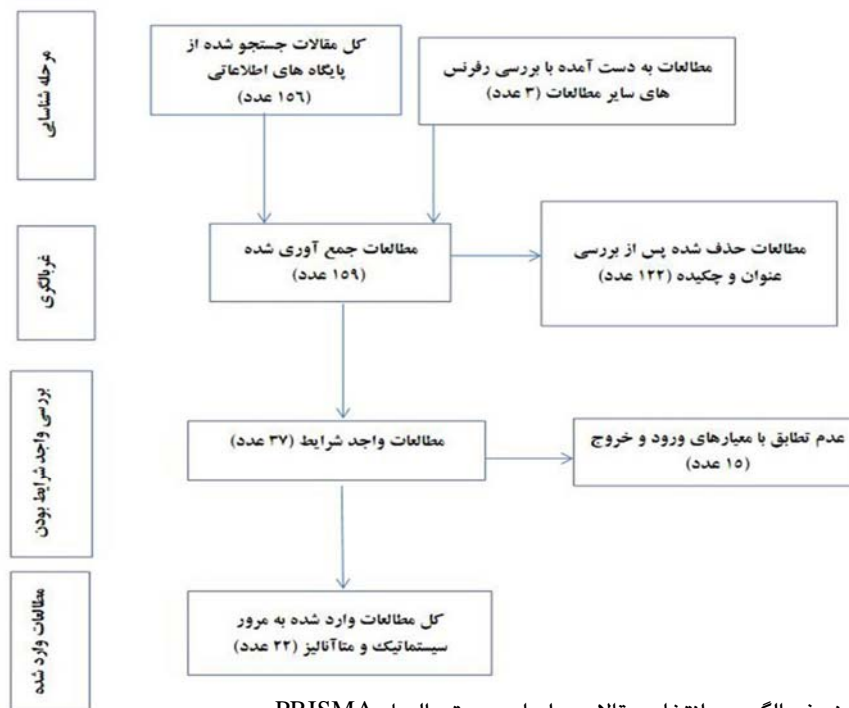 مرحله شناسایی
کل مقالات جستجو شده از
پایگاه های اطلاعاتی
(۱۵٦ عدد)
مطالعات به دست آمده با بررسی رفرنس
های سایر مطالعات (۳ عدد)
غربالگری
مطالعات جمع آوری شده
(۱۵۹ عدد)
مطالعات حذف شده پس از بررسی
عنوان و چکیده (۱۲۲ عدد)
بررسی واجد شرایط بودن
مطالعات واجد شرایط (۳۷ عدد)
عدم تطابق با معیارهای ورود و خروج
(۱۵ عدد)
مطالعات وارد شده
کل مطالعات وارد شده به مرور
سیستماتیک و متاآنالیز (۲۲ عدد)
PRISMA